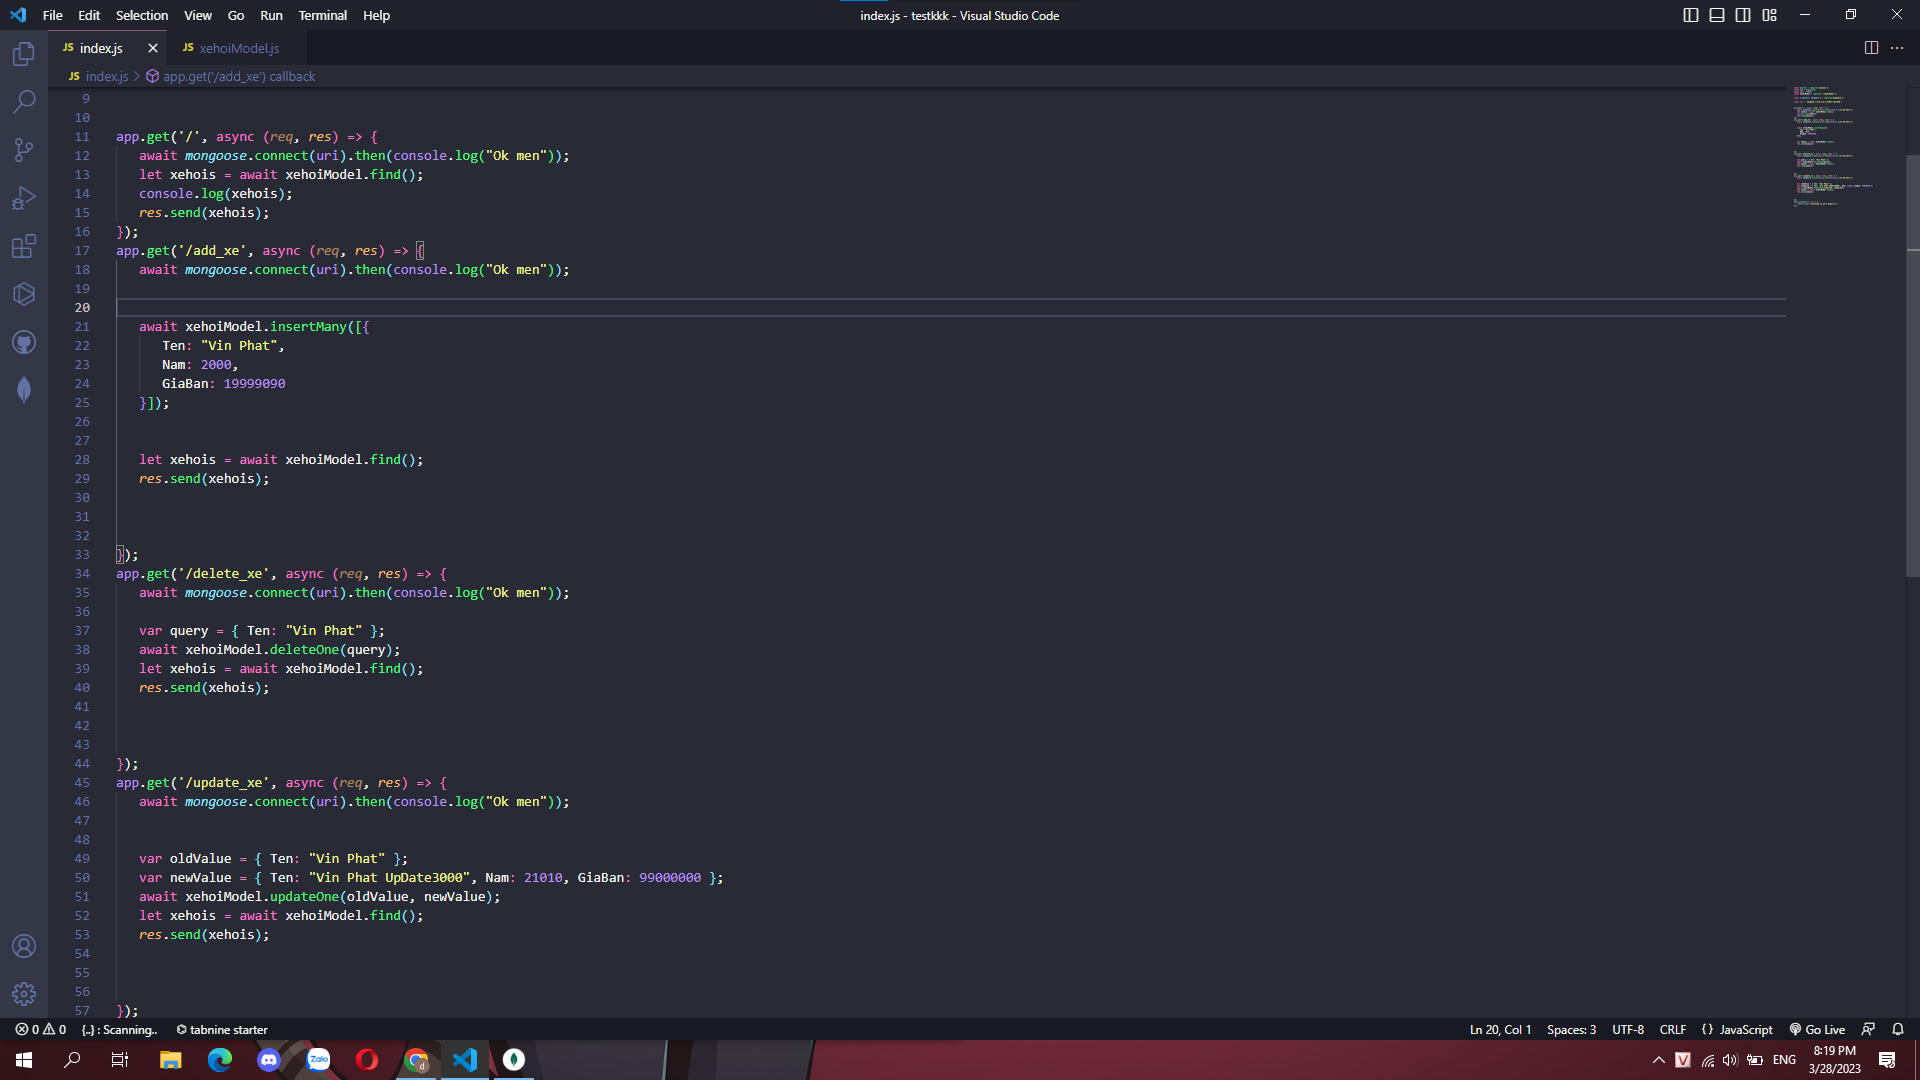 File Edit Selection View Go Run Terminal Help
index.js - testkkk - Visual Studio Code
JS index.js
JS xehoiModel.js
JS index.js > app.get('/add_xe') callback
9
10
11 app.get('/', async (req, res) => {
12 await mongoose.connect(uri).then(console.log("Ok men"));
13 let xehois = await xehoiModel.find();
14 console.log(xehois);
15 res.send(xehois);
16 });
17 app.get('/add_xe', async (req, res) => {
18 await mongoose.connect(uri).then(console.log("Ok men"));
19
20
21 await xehoiModel.insertMany([{
22 Ten: "Vin Phat",
23 Nam: 2000,
24 GiaBan: 19999090
25 }]);
26
27
28 let xehois = await xehoiModel.find();
29 res.send(xehois);
30
31
32
33 });
34 app.get('/delete_xe', async (req, res) => {
35 await mongoose.connect(uri).then(console.log("Ok men"));
36
37 var query = { Ten: "Vin Phat" };
38 await xehoiModel.deleteOne(query);
39 let xehois = await xehoiModel.find();
40 res.send(xehois);
41
42
43
44 });
45 app.get('/update_xe', async (req, res) => {
46 await mongoose.connect(uri).then(console.log("Ok men"));
47
48
49 var oldValue = { Ten: "Vin Phat" };
50 var newValue = { Ten: "Vin Phat UpDate3000", Nam: 21010, GiaBan: 99000000 };
51 await xehoiModel.updateOne(oldValue, newValue);
52 let xehois = await xehoiModel.find();
53 res.send(xehois);
54
55
56
57 });
0 0 {..} : Scanning.. tabnine starter
Ln 20, Col 1 Spaces: 3 UTF-8 CRLF {} JavaScript Go Live
Zalo
d
V
ENG
8:19 PM
3/28/2023